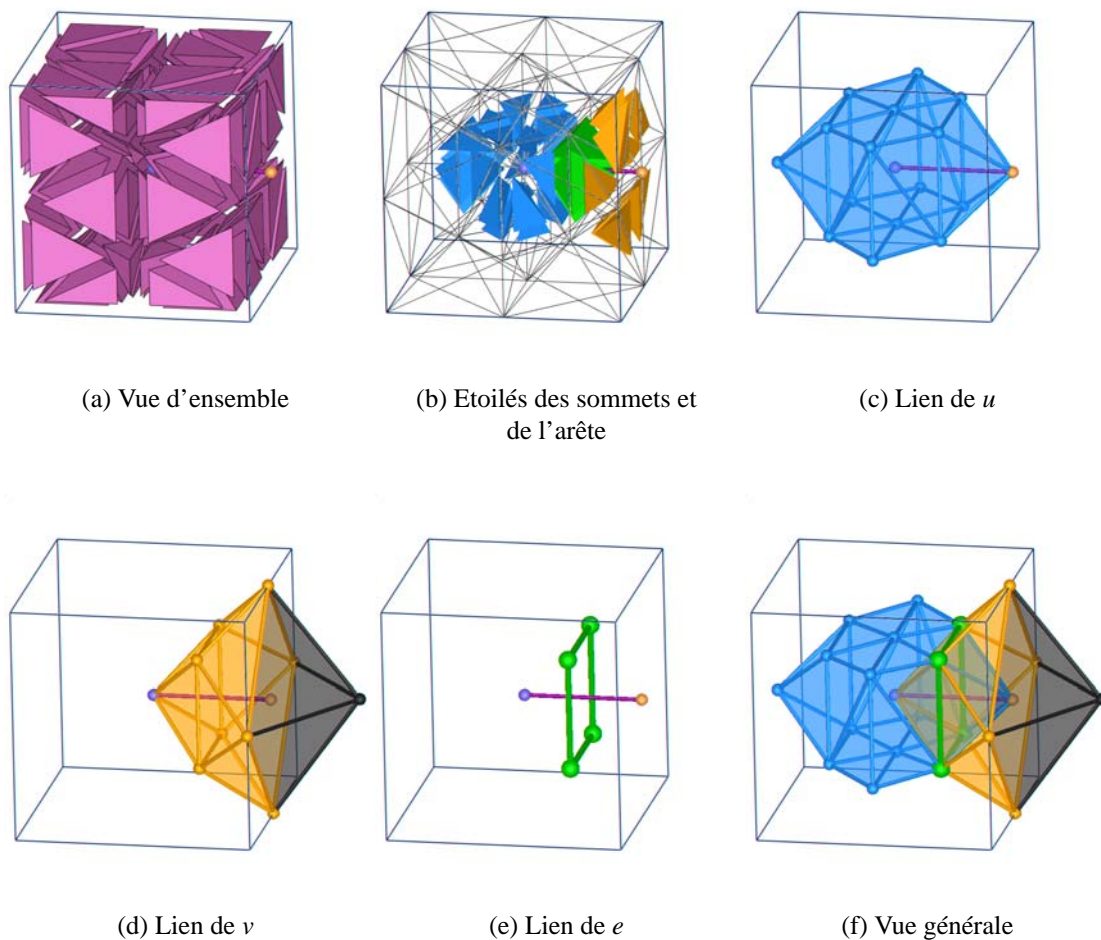 (a) Vue d'ensemble
(b) Etoilés des sommets et
de l'arête
(c) Lien de u
(d) Lien de v
(e) Lien de e
(f) Vue générale